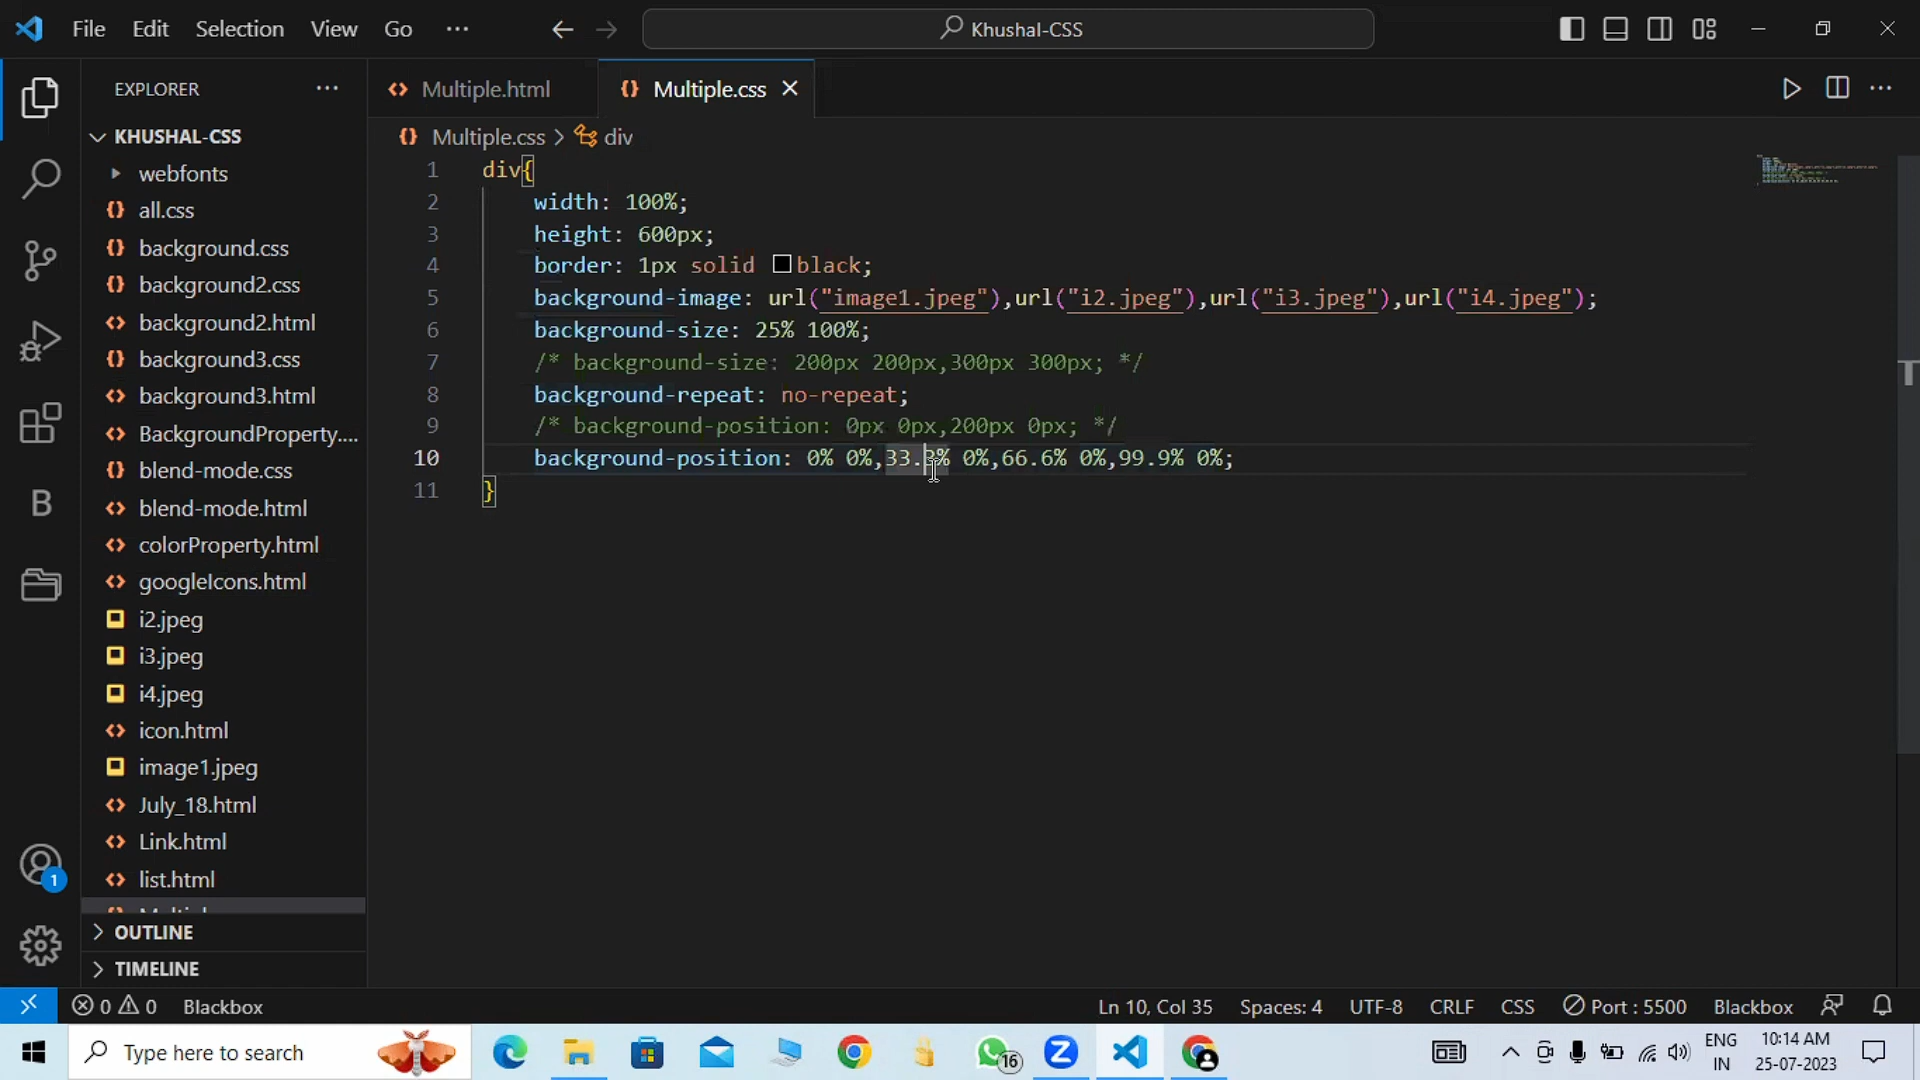 File Edit Selection View Go ··· Khushal-CSS
EXPLORER ···
KHUSHAL-CSS
webfonts
all.css
background.css
background2.css
background2.html
background3.css
background3.html
BackgroundProperty....
blend-mode.css
blend-mode.html
colorProperty.html
googleIcons.html
i2.jpeg
i3.jpeg
i4.jpeg
icon.html
image1.jpeg
July_18.html
Link.html
list.html
OUTLINE
TIMELINE
Multiple.html Multiple.css
Multiple.css > div
1 div{
2 width: 100%;
3 height: 600px;
4 border: 1px solid black;
5 background-image: url("image1.jpeg"),url("i2.jpeg"),url("i3.jpeg"),url("i4.jpeg");
6 background-size: 25% 100%;
7 /* background-size: 200px 200px,300px 300px; */
8 background-repeat: no-repeat;
9 /* background-position: 0px 0px,200px 0px; */
10 background-position: 0% 0%,33.3% 0%,66.6% 0%,99.9% 0%;
11 }
B
1
0 0 Blackbox Ln 10, Col 35 Spaces: 4 UTF-8 CRLF CSS Port : 5500 Blackbox
Type here to search 16 ENG IN 10:14 AM 25-07-2023